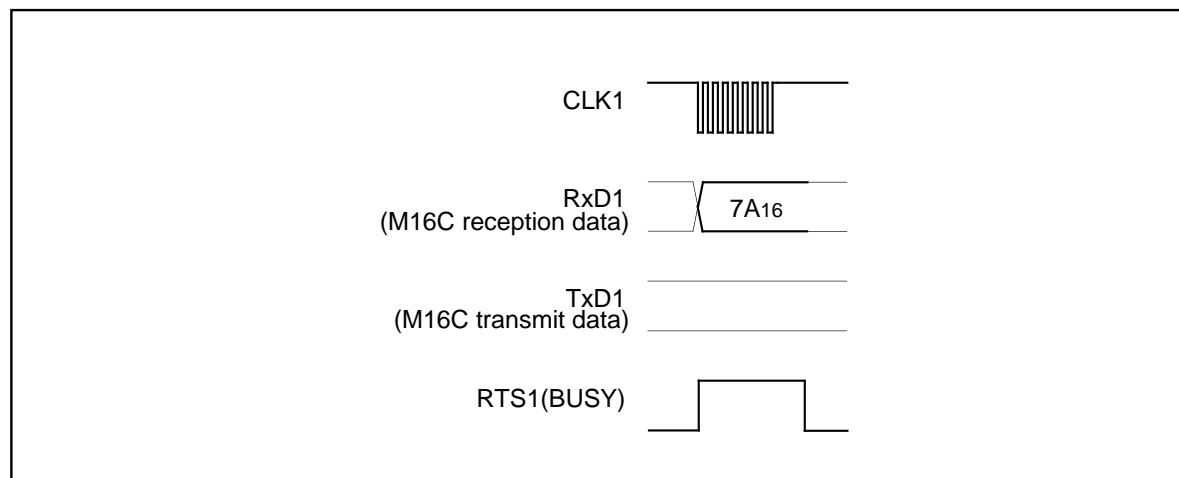 CLK1
RxD1
(M16C reception data)
7A16
TxD1
(M16C transmit data)
RTS1(BUSY)